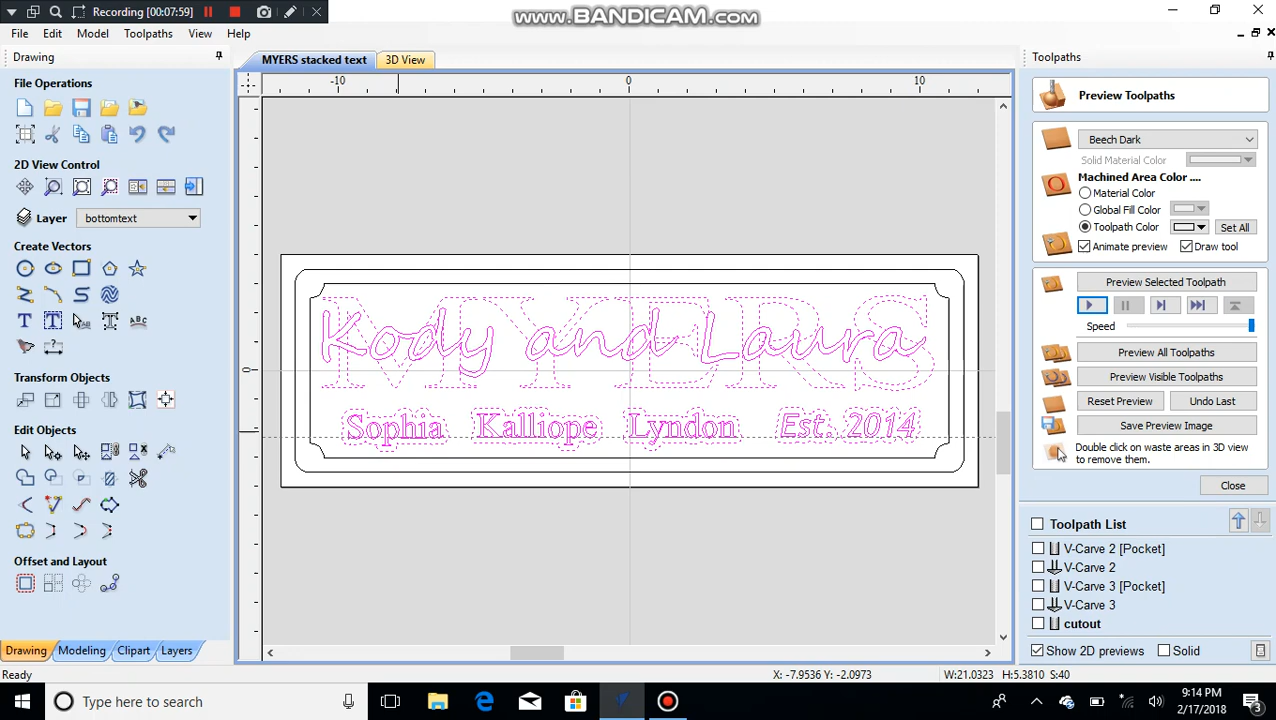 Recording [00:07:59]
WWW.BANDICAM.COM
File Edit Model Toolpaths View Help
Drawing
File Operations
2D View Control
Layer bottomtext
Create Vectors
Transform Objects
Edit Objects
Offset and Layout
Drawing Modeling Clipart Layers
MYERS stacked text 3D View
-10 0 10
0
MYERS
Kody and Laura
Sophia Kalliope Lyndon Est. 2014
Toolpaths
Preview Toolpaths
Beech Dark
Solid Material Color
Machined Area Color ....
Material Color
Global Fill Color
Toolpath Color Set All
Animate preview Draw tool
Preview Selected Toolpath
Speed
Preview All Toolpaths
Preview Visible Toolpaths
Reset Preview Undo Last
Save Preview Image
Double click on waste areas in 3D view
to remove them.
Close
Toolpath List
V-Carve 2 [Pocket]
V-Carve 2
V-Carve 3 [Pocket]
V-Carve 3
cutout
Show 2D previews Solid
Ready X: -7.9536 Y: -2.0973 W:21.0323 H:5.3810 S:40
Type here to search
9:14 PM
2/17/2018
3